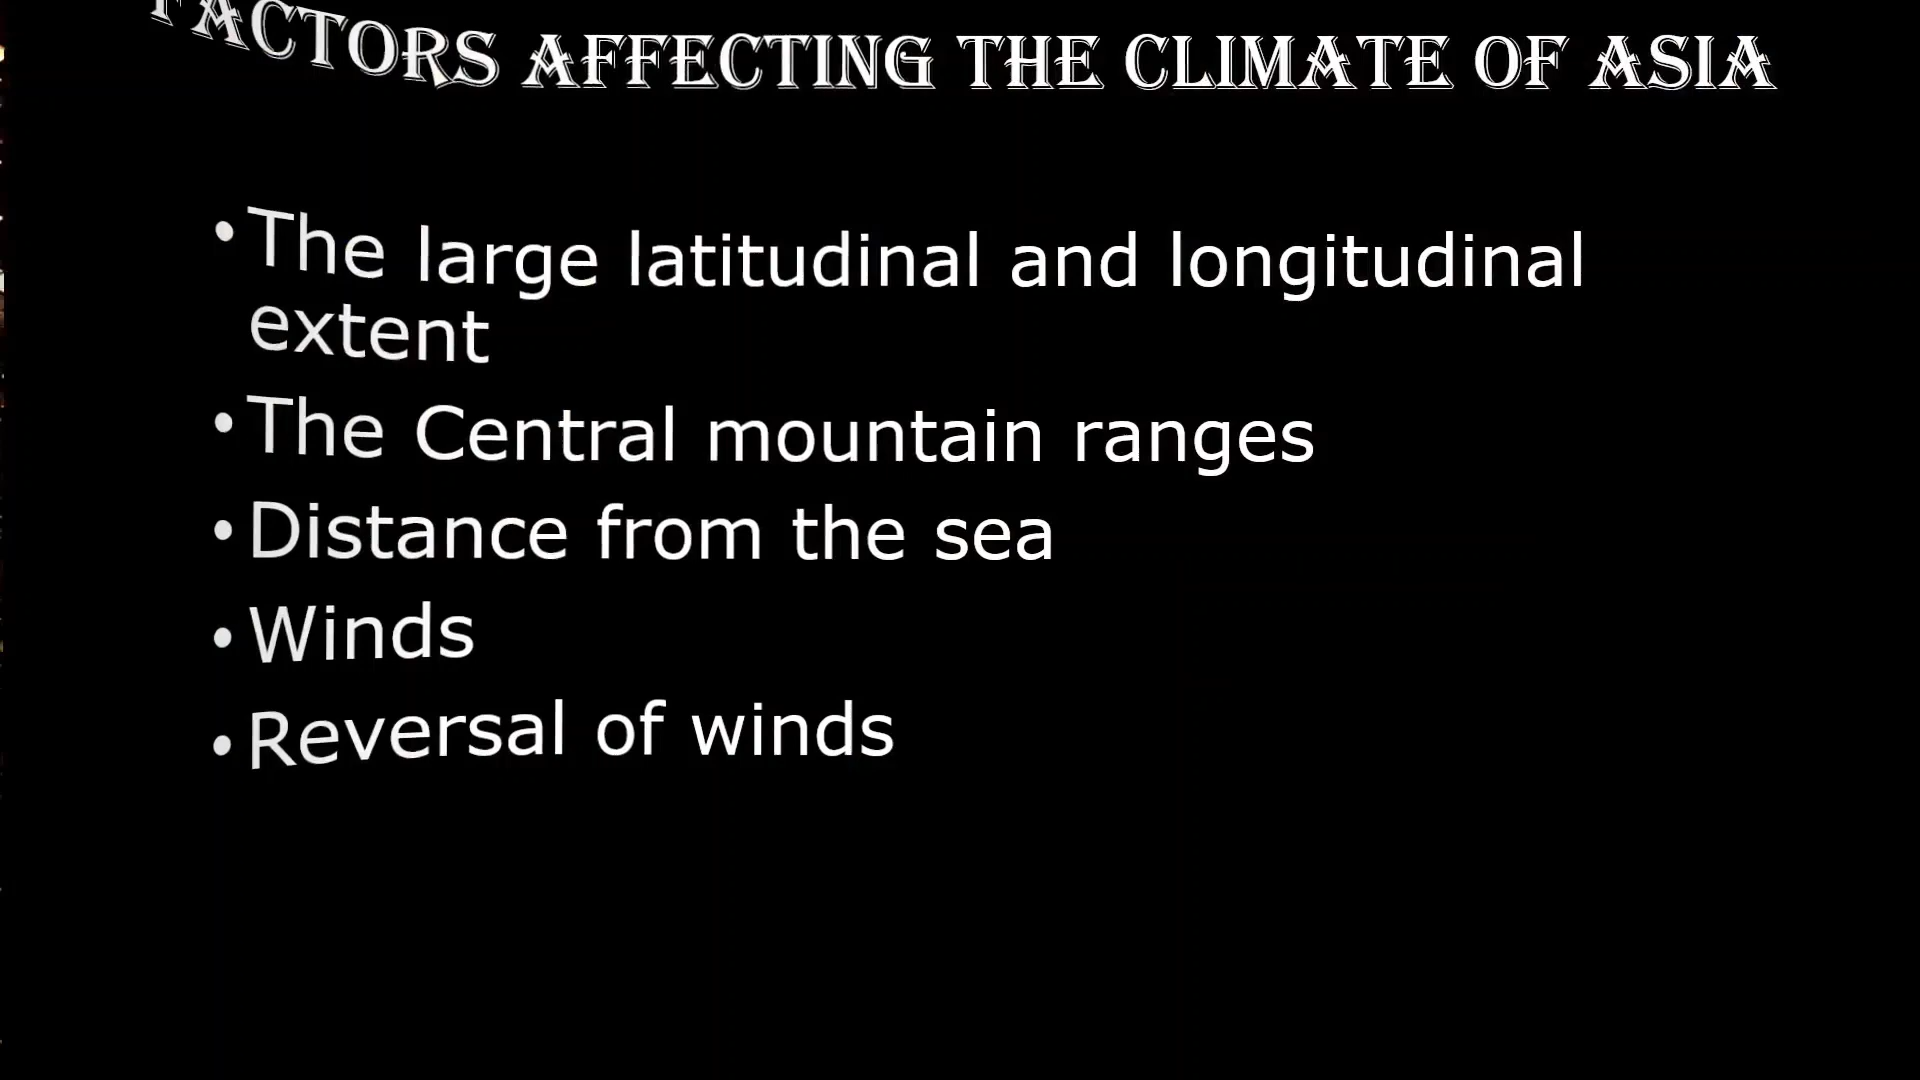 FACTORS AFFECTING THE CLIMATE OF ASIA
• The large latitudinal and longitudinal
extent
• The Central mountain ranges
• Distance from the sea
• Winds
• Reversal of winds